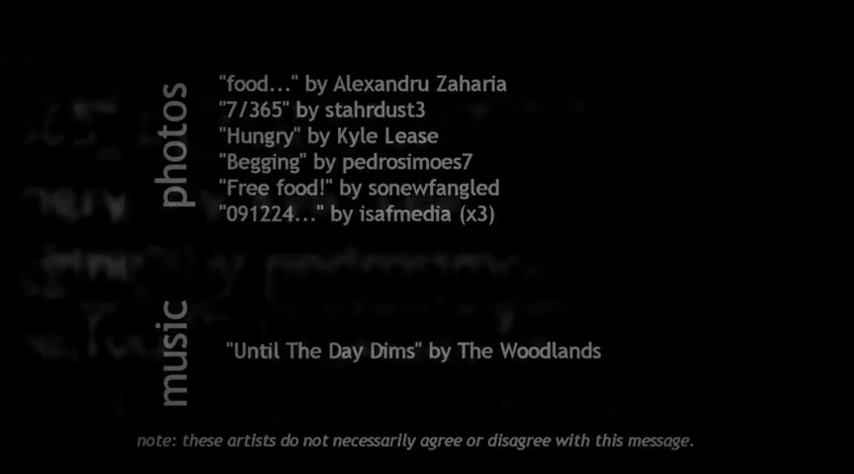 photos
"food..." by Alexandru Zaharia
"7/365" by stahrdust3
"Hungry" by Kyle Lease
"Begging" by pedrosimoes7
"Free food!" by sonewfangled
"091224..." by isafmedia (x3)
music
"Until The Day Dims" by The Woodlands
note: these artists do not necessarily agree or disagree with this message.